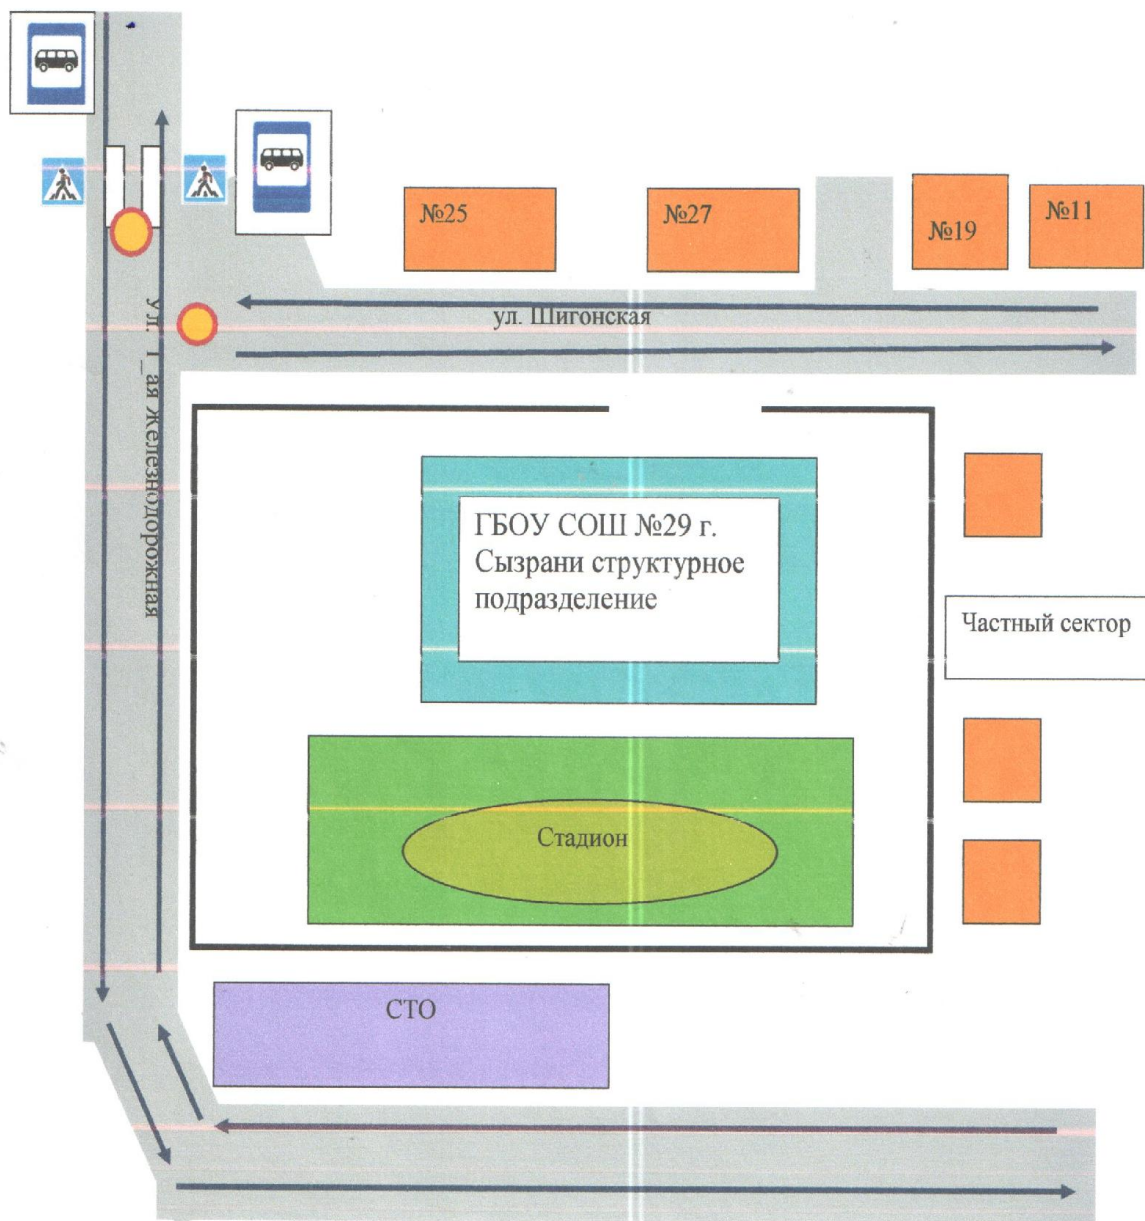 №25
№27
№19
№11
ул. Шигонская
ул. 1_ая железнодорожная
ГБОУ СОШ №29 г.
Сызрани структурное
подразделение
Частный сектор
Стадион
СТО